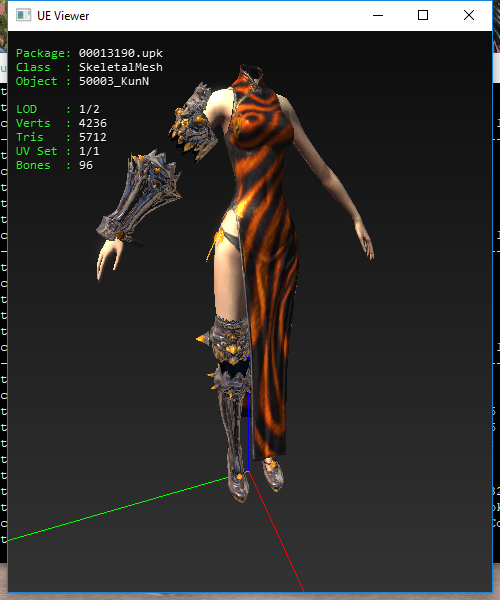 UE Viewer
Package: 00013190.upk
Class : SkeletalMesh
Object : 50003_KunN
LOD : 1/2
Verts : 4236
Tris : 5712
UV Set : 1/1
Bones : 96